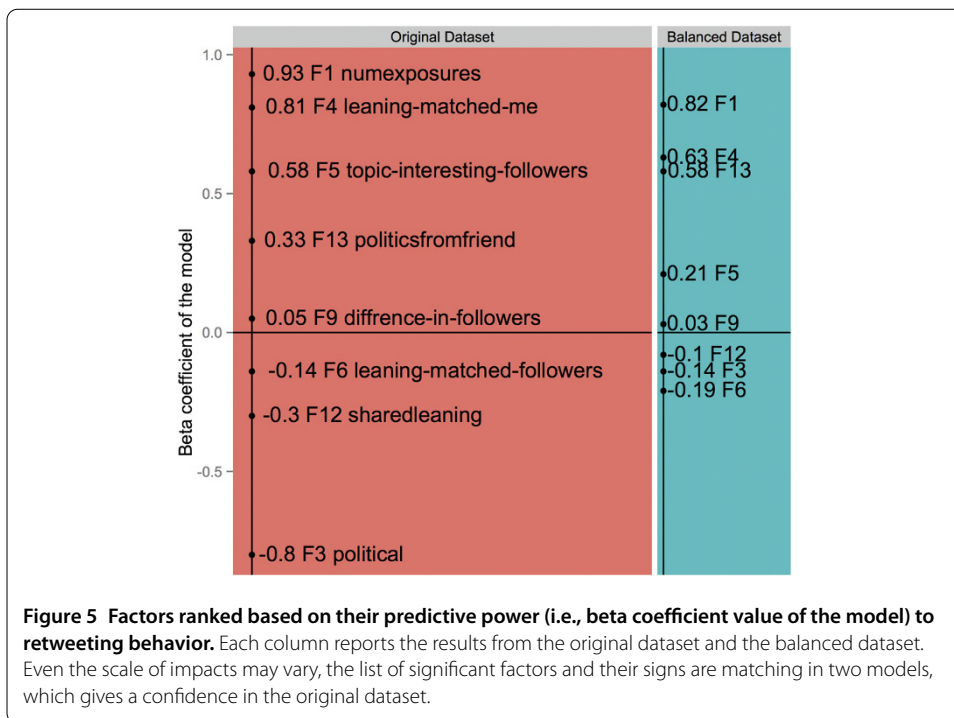 Original Dataset
Balanced Dataset
Beta coefficient of the model
1.0
0.5
0.0
-0.5
0.93 F1 numexposures
0.81 F4 leaning-matched-me
0.58 F5 topic-interesting-followers
0.33 F13 politicsfromfriend
0.05 F9 diffrence-in-followers
-0.14 F6 leaning-matched-followers
-0.3 F12 sharedleaning
-0.8 F3 political
0.82 F1
0.63 F4
0.58 F13
0.21 F5
0.03 F9
-0.1 F12
-0.14 F3
-0.19 F6
Figure 5 Factors ranked based on their predictive power (i.e., beta coefficient value of the model) to
retweeting behavior. Each column reports the results from the original dataset and the balanced dataset.
Even the scale of impacts may vary, the list of significant factors and their signs are matching in two models,
which gives a confidence in the original dataset.